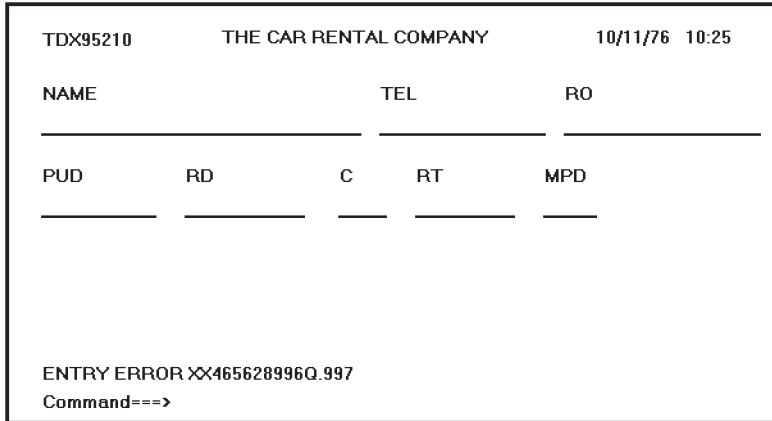 TDX95210 THE CAR RENTAL COMPANY 10/11/76 10:25
NAME TEL RO
PUD RD C RT MPD
ENTRY ERROR XX465628996Q.997
Command===>